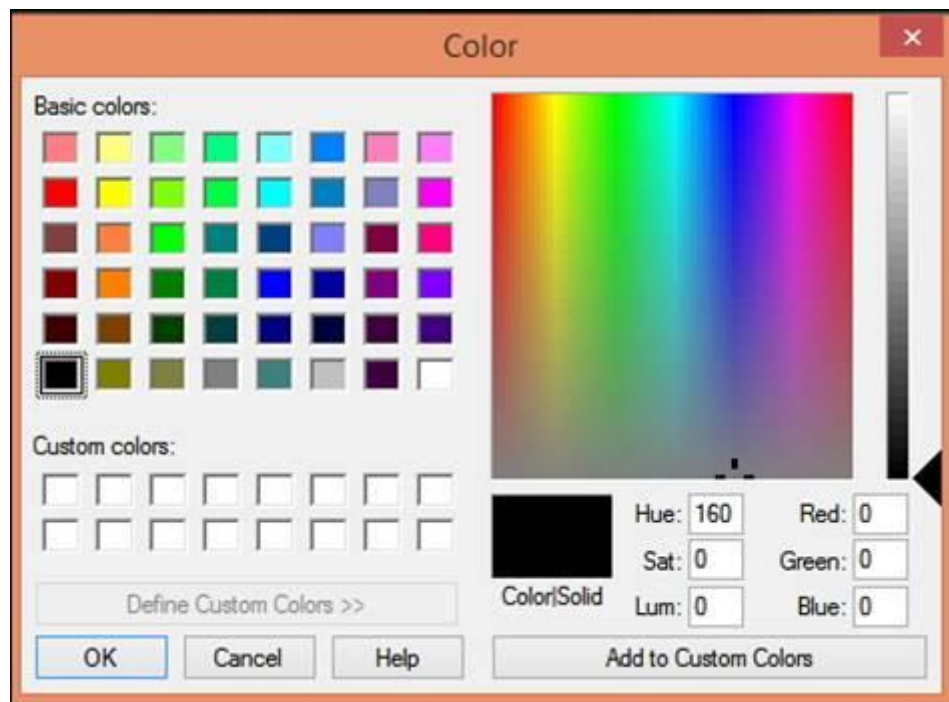 Color
Basic colors:
Custom colors:
Define Custom Colors >>
OK Cancel Help
Color|Solid
Hue: 160 Red: 0
Sat: 0 Green: 0
Lum: 0 Blue: 0
Add to Custom Colors